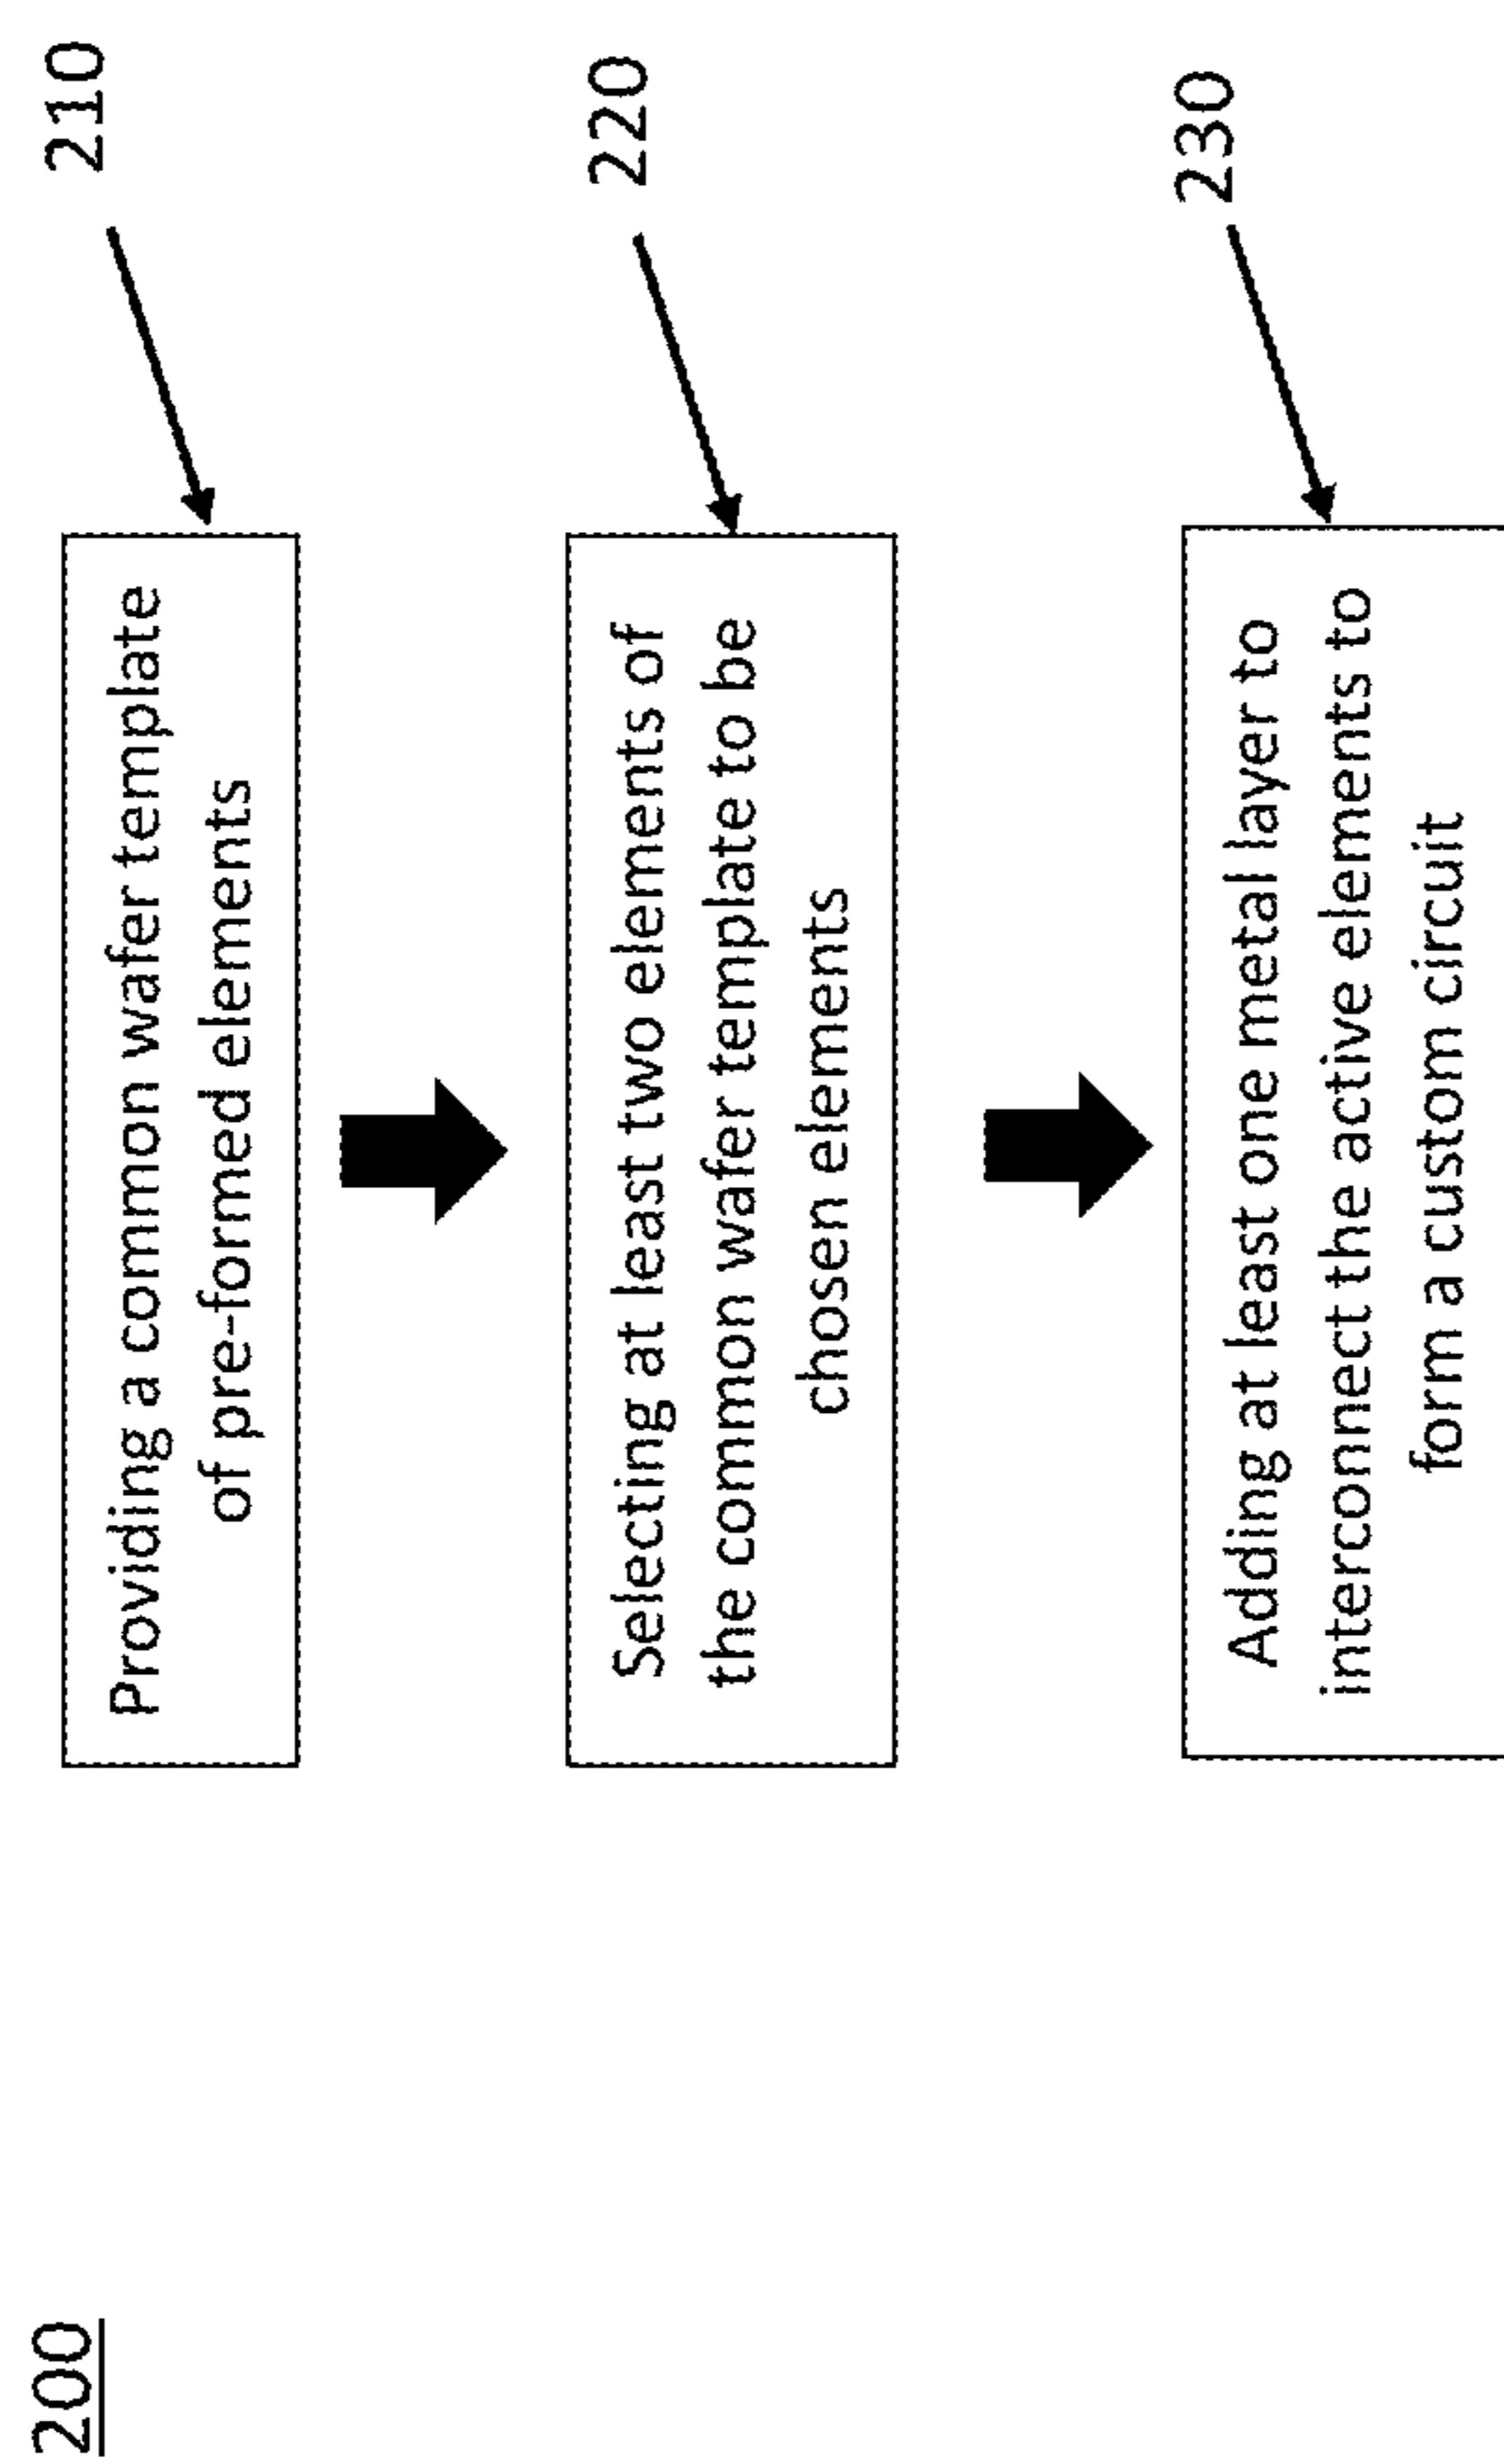 200
210
Providing a common wafer template
of pre-formed elements
220
Selecting at least two elements of
the common wafer template to be
chosen elements
230
Adding at least one metal layer to
interconnect the active elements to
form a custom circuit